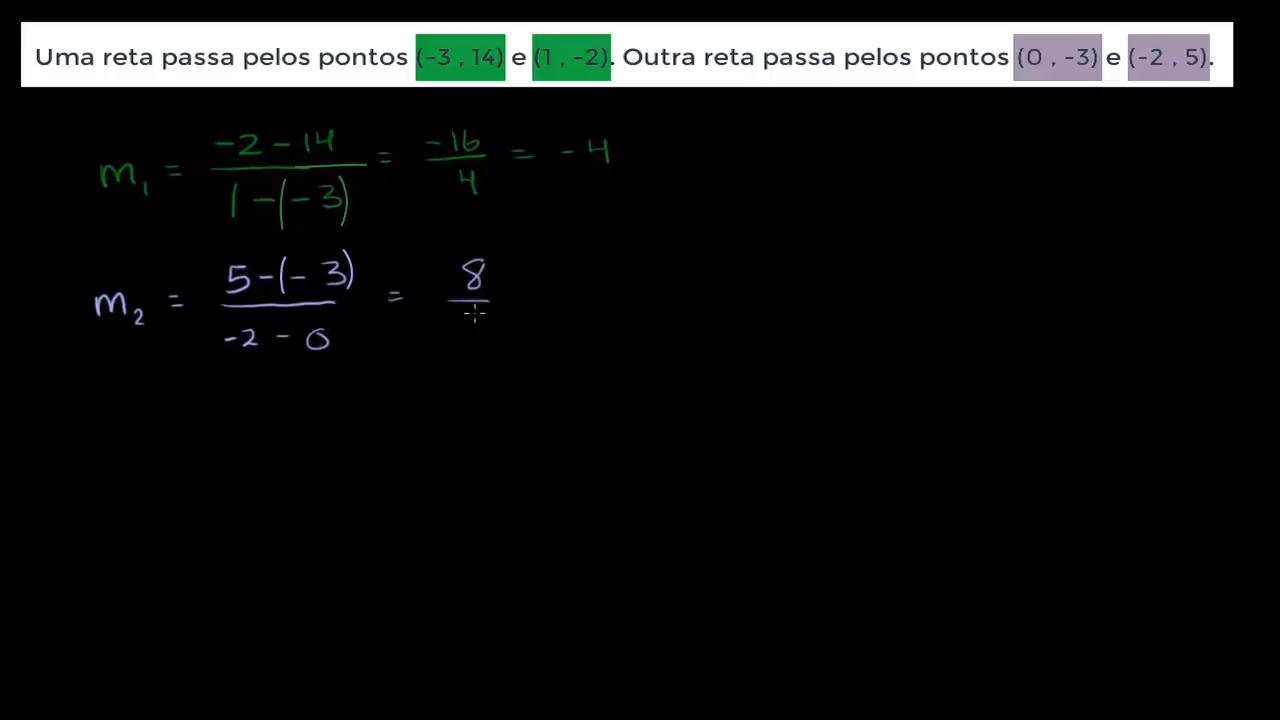 Uma reta passa pelos pontos (-3 , 14) e (1 , -2). Outra reta passa pelos pontos (0 , -3) e (-2 , 5).
m₁ = (-2 - 14)/(1 - (-3)) = -16/4 = -4
m₂ = (5 - (-3))/(-2 - 0) = 8/